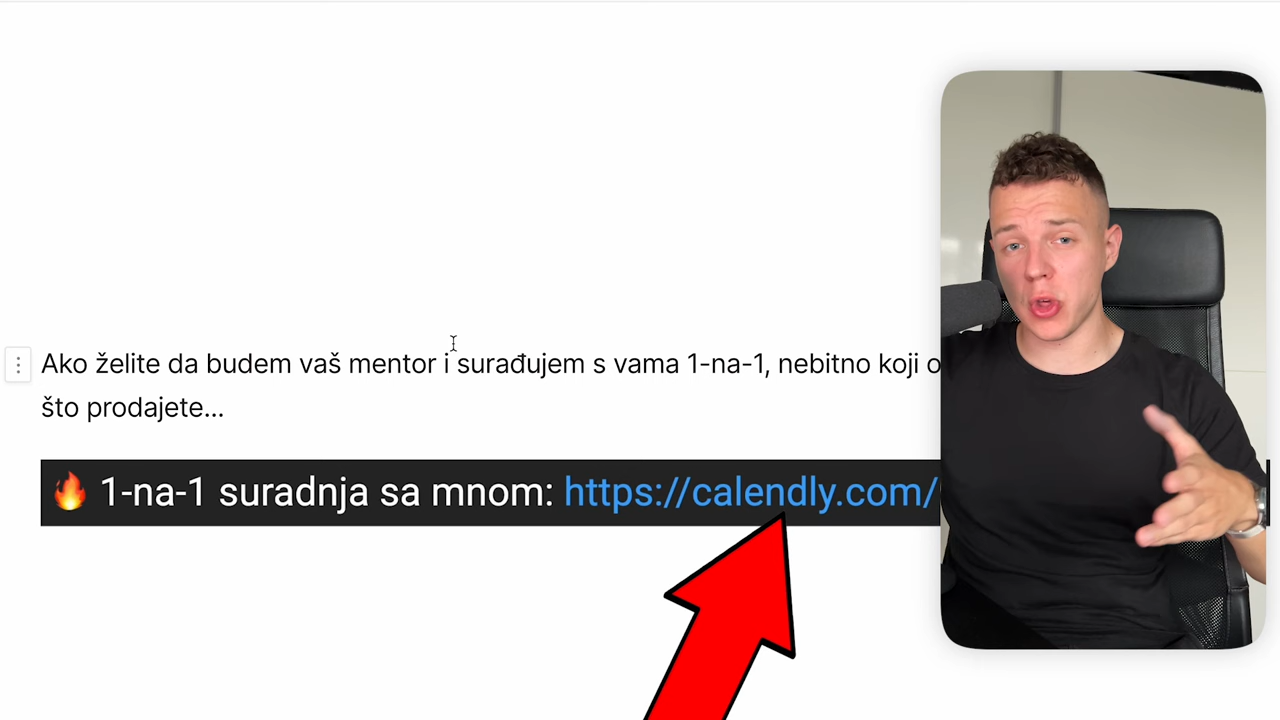 Ako želite da budem vaš mentor i surađujem s vama 1-na-1, nebitno koji
što prodajete...
🔥 1-na-1 suradnja sa mnom: https://calendly.com/